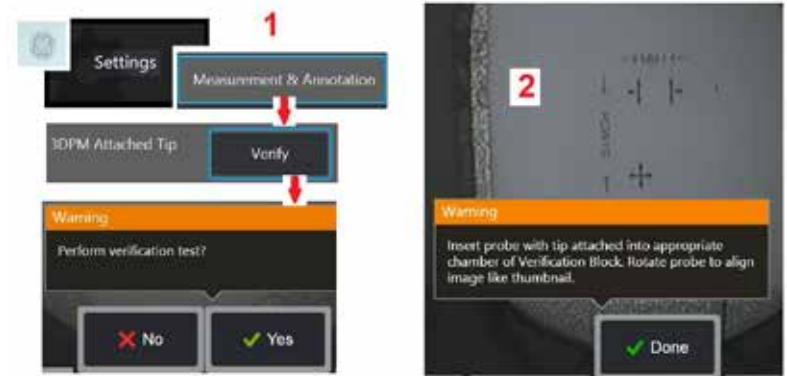 1
Settings
Measurement & Annotation
3DPM Attached Tip
Verify
Warning
Perform verification test?
No
Yes
2
Warning
Insert probe with tip attached into appropriate
chamber of Verification Block. Rotate probe to align
image like thumbnail.
Done